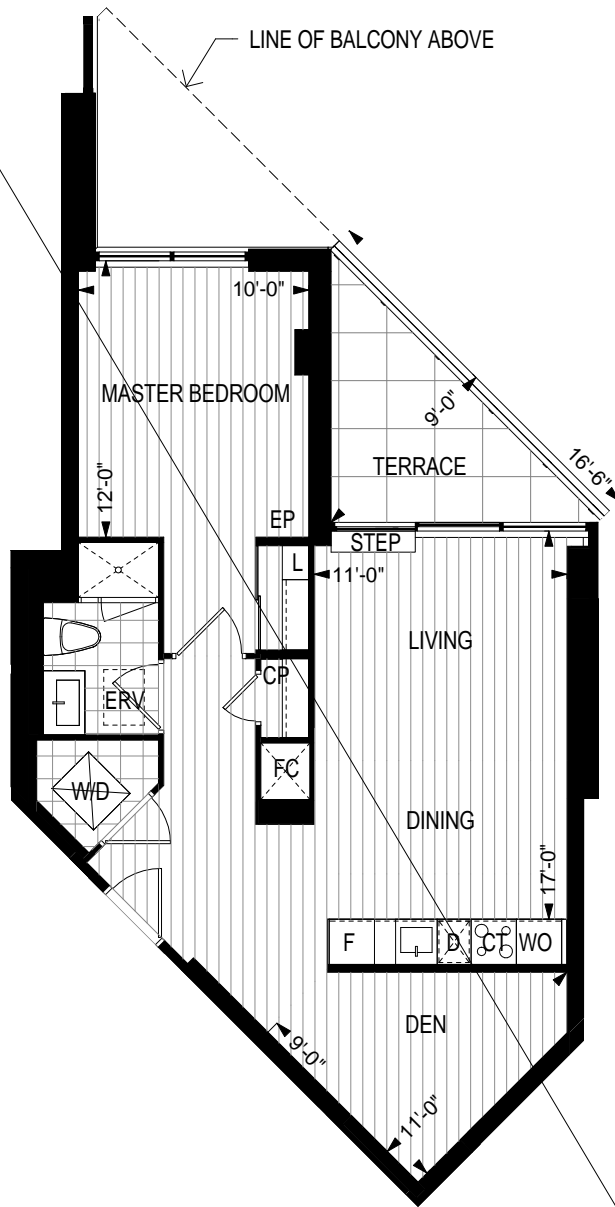 LINE OF BALCONY ABOVE
10'-0"
MASTER BEDROOM
9'-0"
16'-6"
TERRACE
12'-0"
EP
STEP
L
11'-0"
LIVING
CP
ERV
FC
W/D
DINING
17'-0"
F
D
CT
WO
DEN
9'-0"
11'-0"